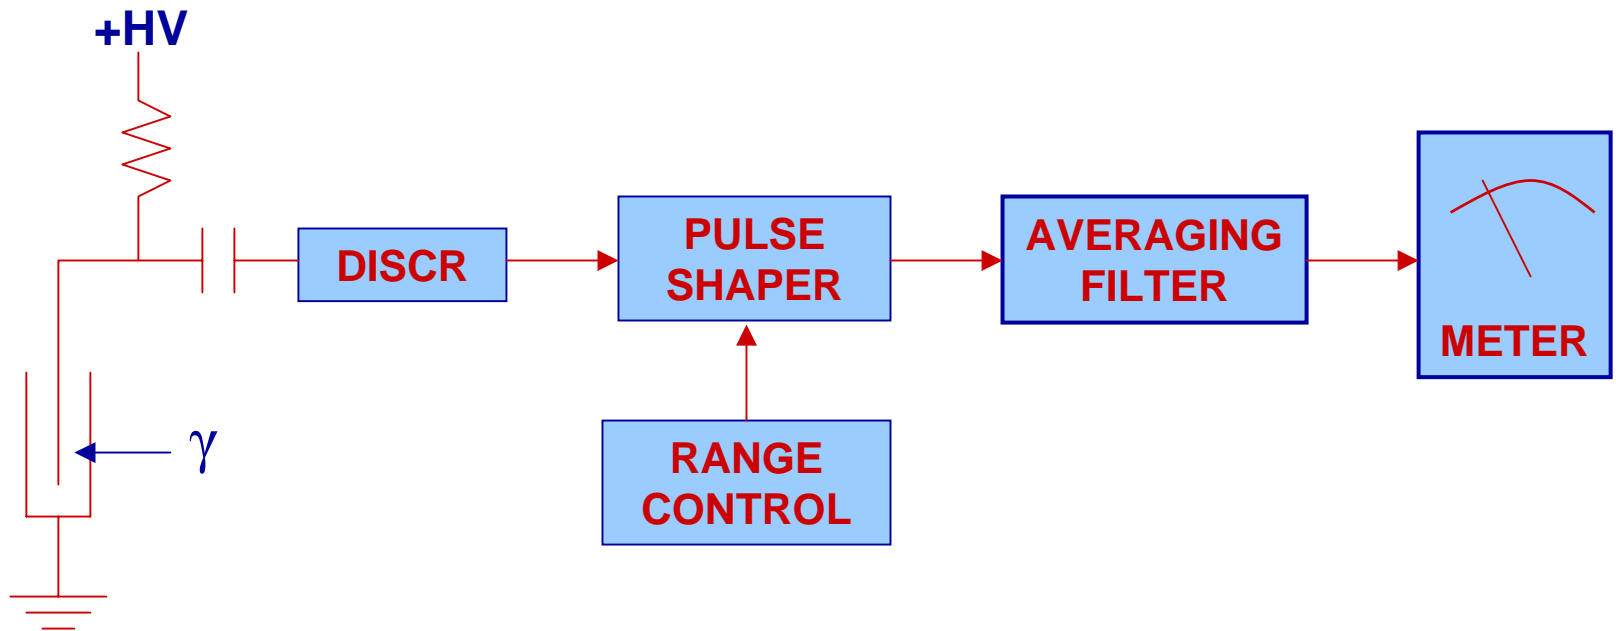 +HV
DISCR
PULSE
SHAPER
AVERAGING
FILTER
METER
γ
RANGE
CONTROL